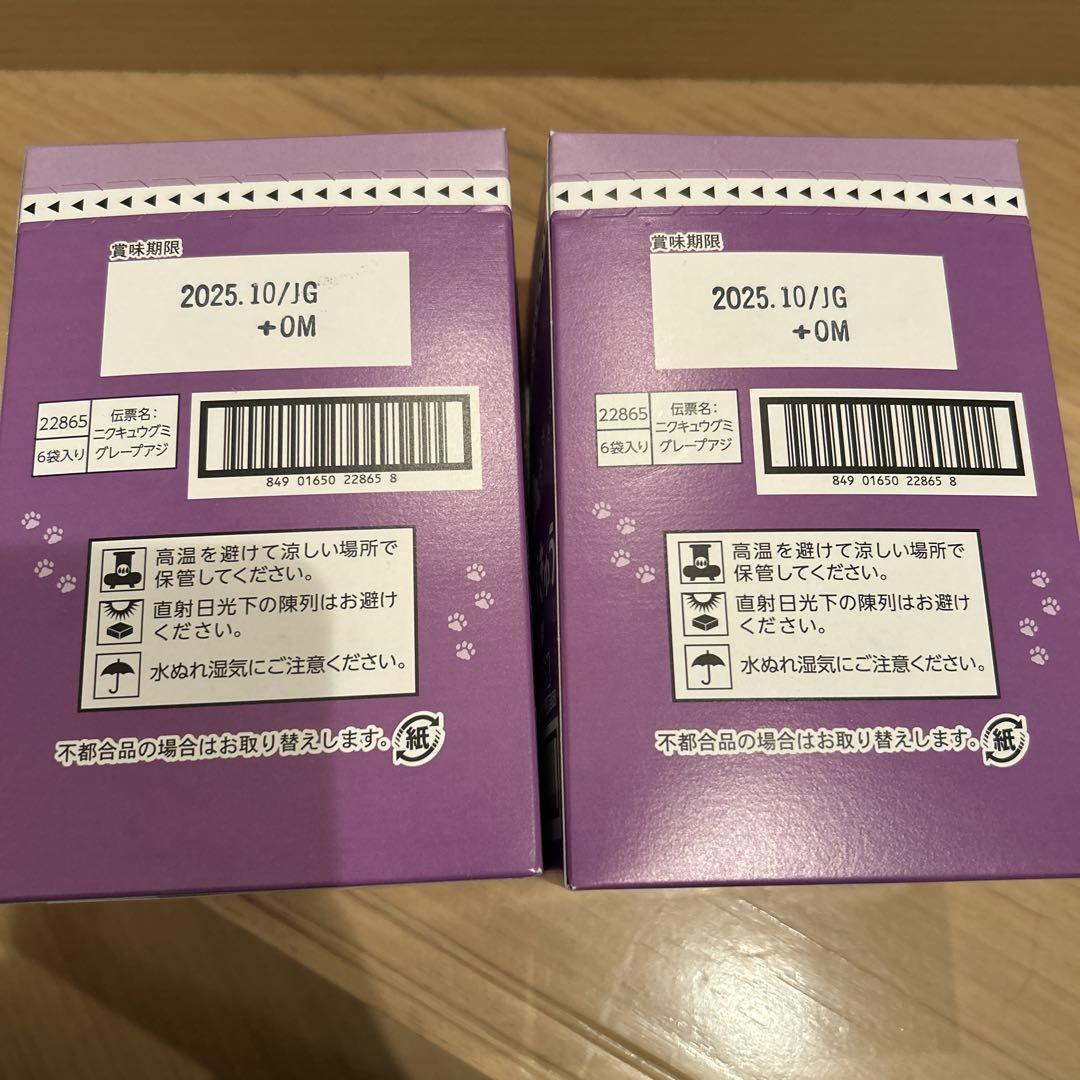 賞味期限
2025.10/JG
+OM
22865
6袋入り
伝票名:
ニクキュウグミ
グレープアジ
849 01650 22865 8
高温を避けて涼しい場所で
保管してください。
直射日光下の陳列はお避け
ください。
水ぬれ湿気にご注意ください。
不都合品の場合はお取り替えします。
紙
賞味期限
2025.10/JG
+OM
22865
6袋入り
伝票名:
ニクキュウグミ
グレープアジ
849 01650 22865 8
高温を避けて涼しい場所で
保管してください。
直射日光下の陳列はお避け
ください。
水ぬれ湿気にご注意ください。
不都合品の場合はお取り替えします。
紙